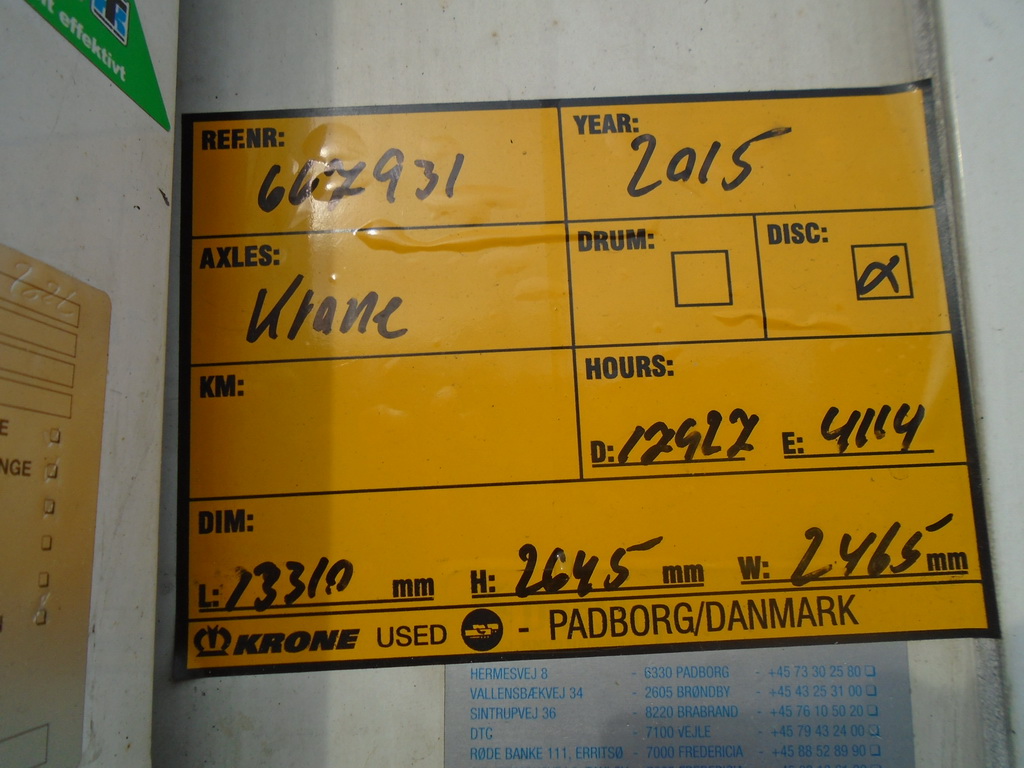 t effektivt
REF.NR:
667931
YEAR:
2015
AXLES:
Krone
DRUM:
DISC:
KM:
HOURS:
D: 12927 E: 4114
DIM:
L: 13310 mm H: 2645 mm W: 2465 mm
KRONE USED - PADBORG/DANMARK
E
NGE
HERMESVEJ 8 - 6330 PADBORG - +45 73 30 25 80
VALLENSBÆKVEJ 34 - 2605 BRØNDBY - +45 43 25 31 00
SINTRUPVEJ 36 - 8220 BRABRAND - +45 76 10 50 20
DTC - 7100 VEJLE - +45 79 43 24 00
RØDE BANKE 111, ERRITSØ - 7000 FREDERICIA - +45 88 52 89 90